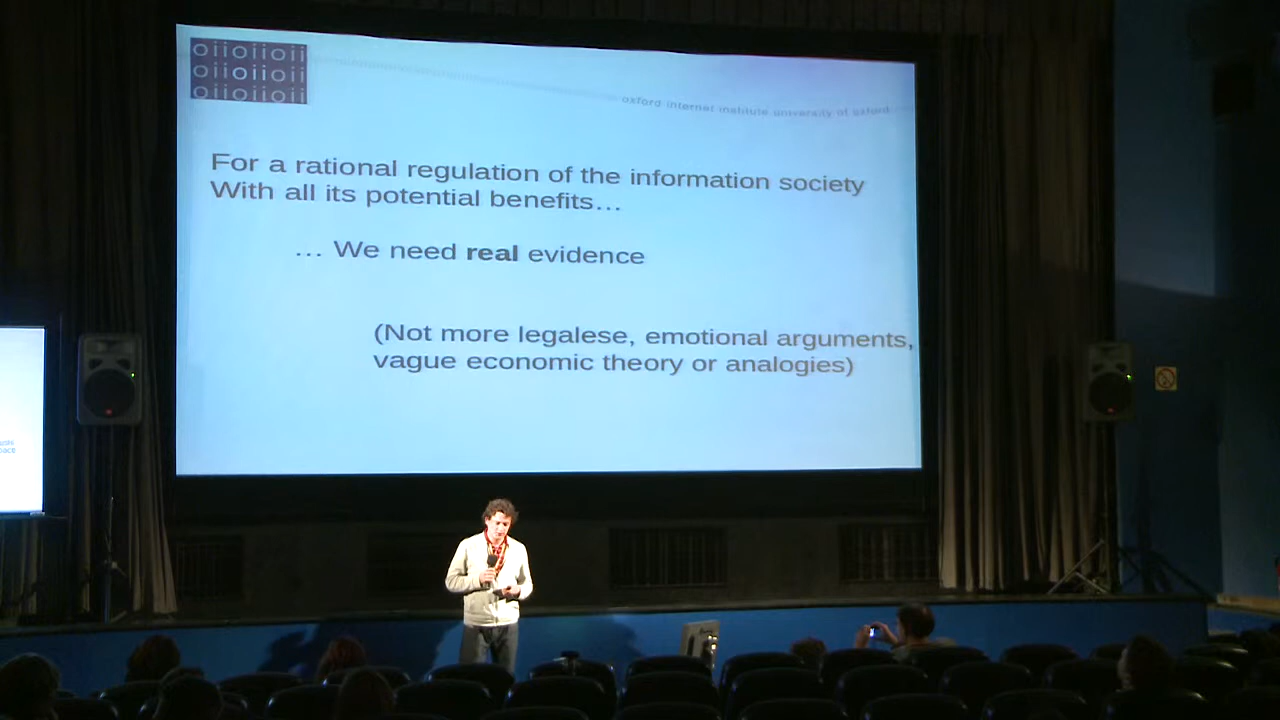 oiioiioii
oiioiioii
oiioiioii
oxford internet institute university of oxford
For a rational regulation of the information society
With all its potential benefits…
… We need real evidence
(Not more legalese, emotional arguments,
vague economic theory or analogies)